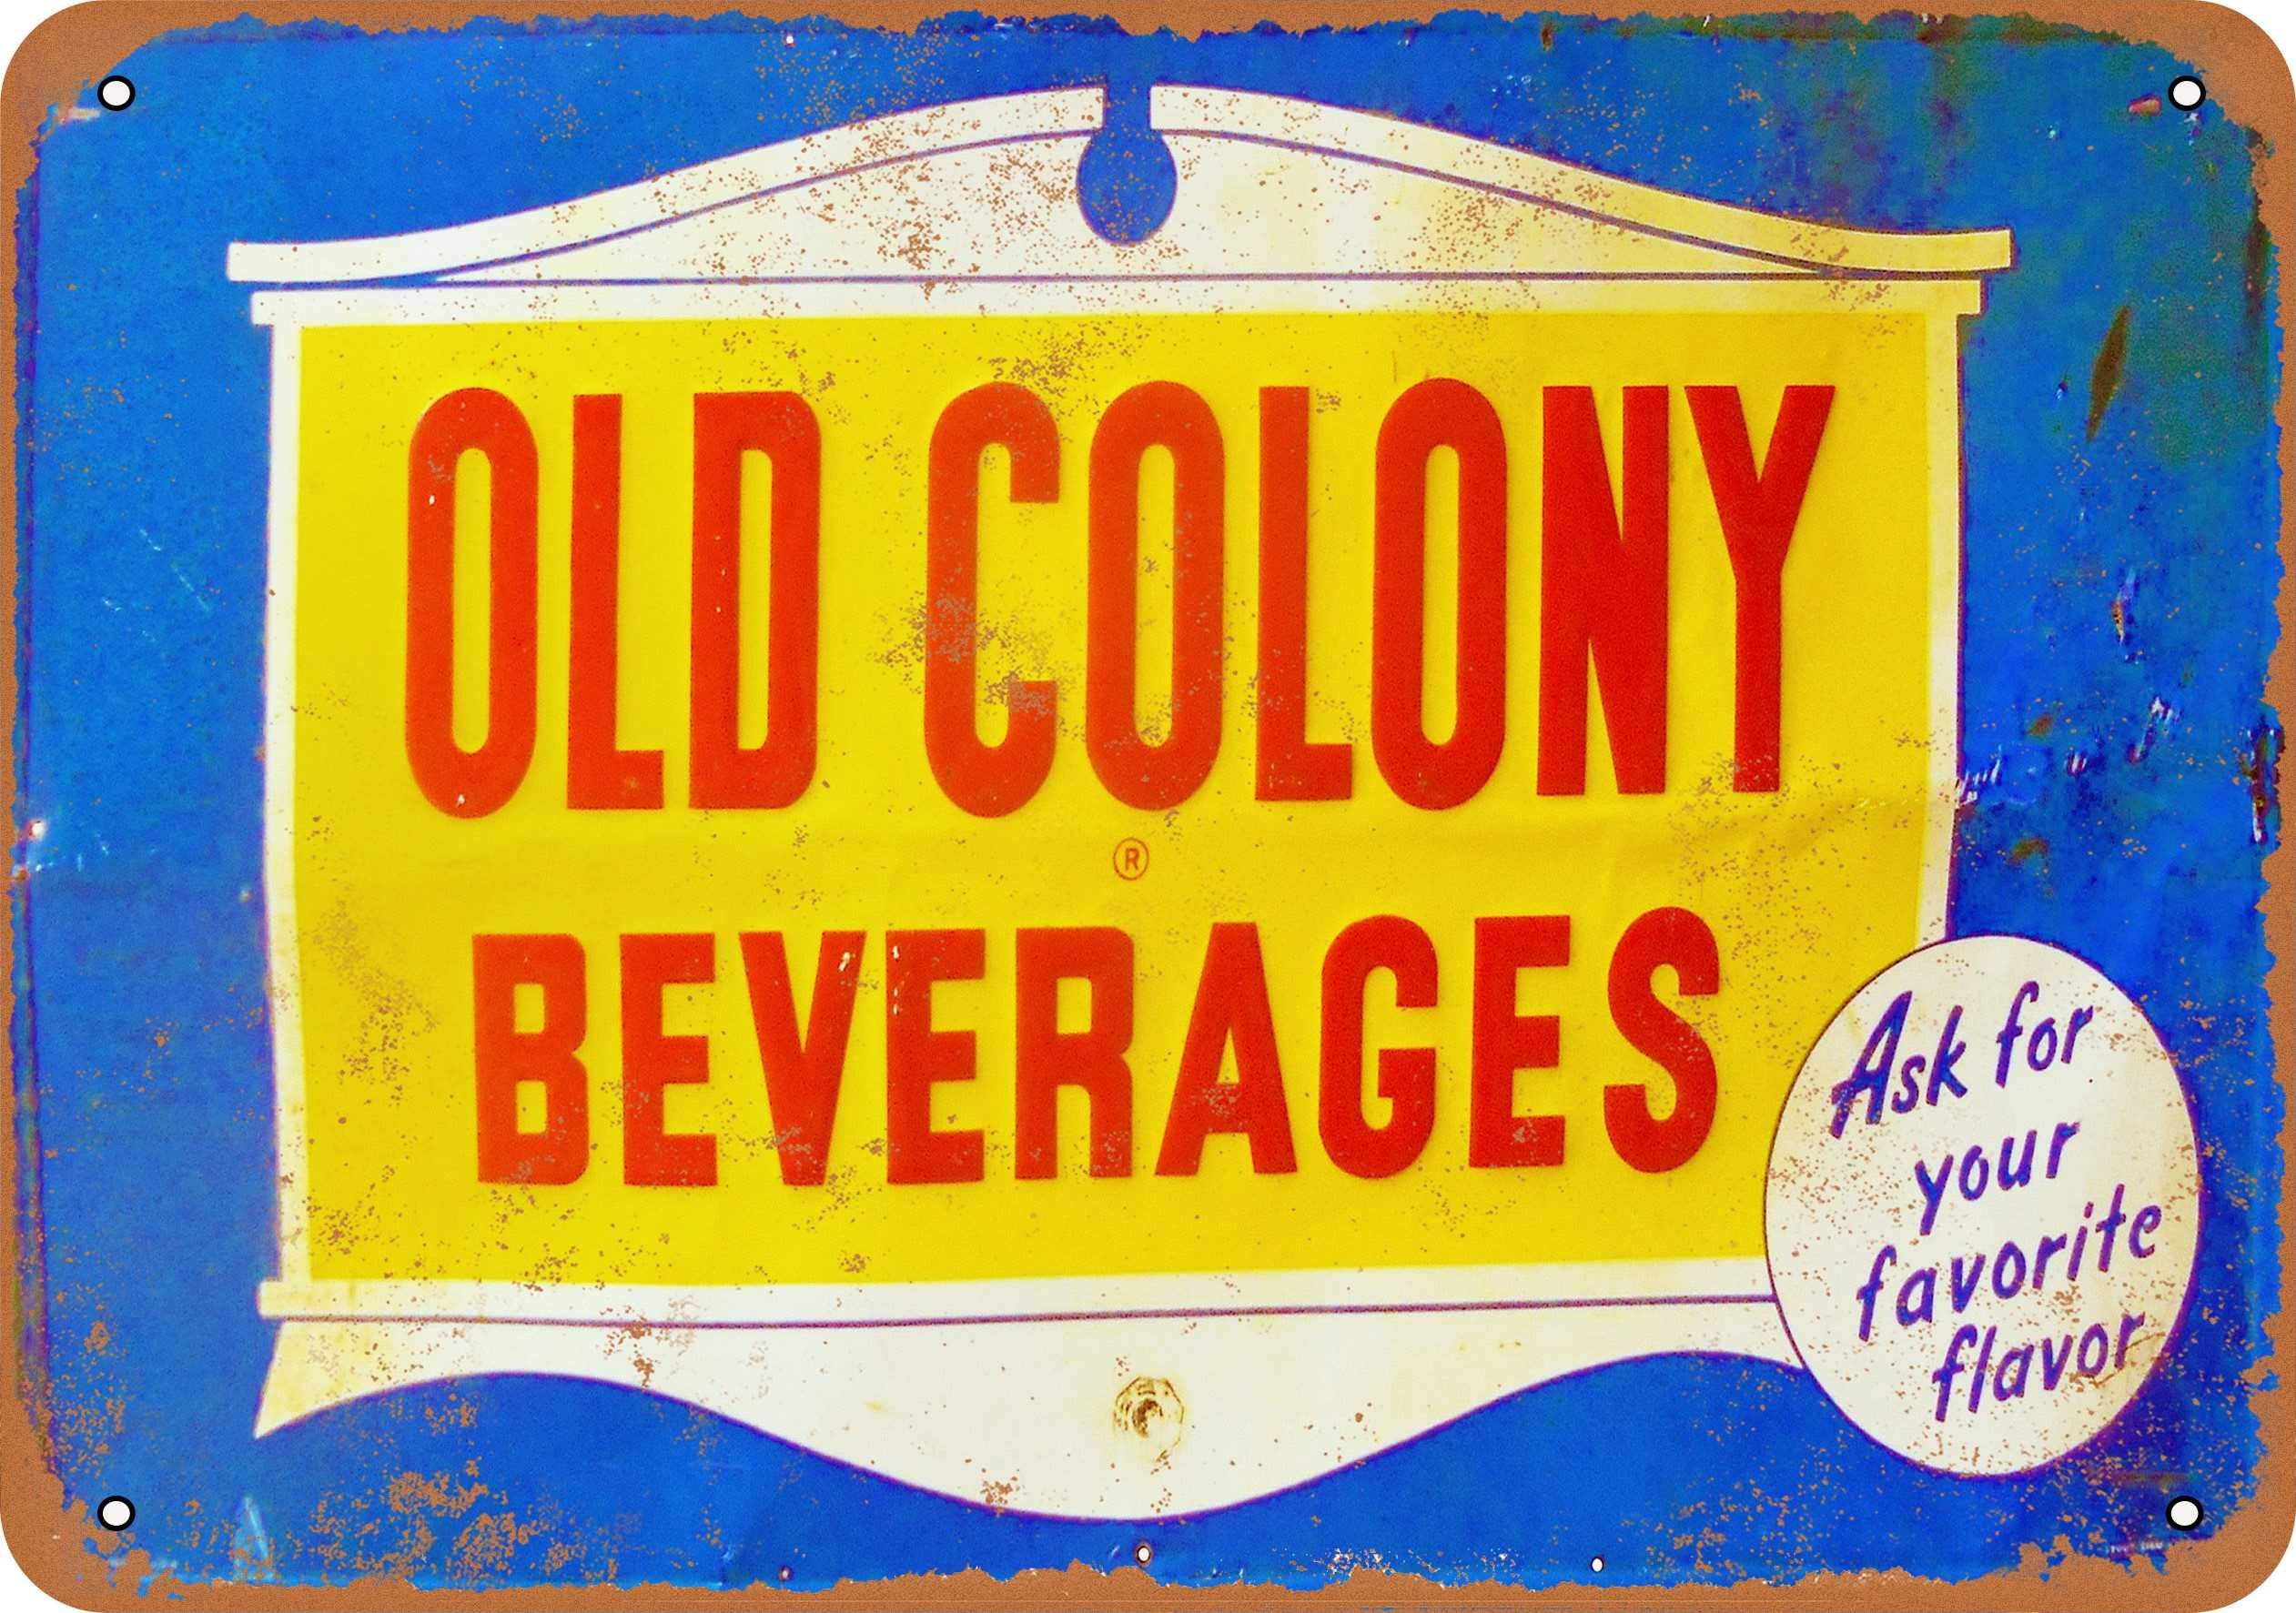 OLD COLONY
®
BEVERAGES
Ask for
your
favorite
flavor